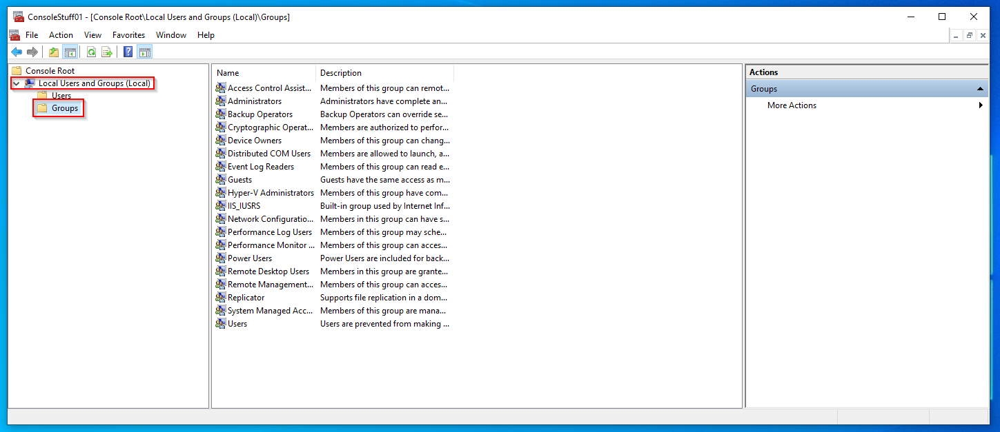 ConsoleStuff01 - [Console Root\Local Users and Groups (Local)\Groups]
File Action View Favorites Window Help
Console Root
Local Users and Groups (Local)
Users
Groups
Name Description
Access Control Assist... Members of this group can remot...
Administrators Administrators have complete an...
Backup Operators Backup Operators can override se...
Cryptographic Operat... Members are authorized to perfor...
Device Owners Members of this group can chang...
Distributed COM Users Members are allowed to launch, a...
Event Log Readers Members of this group can read e...
Guests Guests have the same access as m...
Hyper-V Administrators Members of this group have com...
IIS_IUSRS Built-in group used by Internet Inf...
Network Configuratio... Members in this group can have s...
Performance Log Users Members of this group may sche...
Performance Monitor ... Members of this group can acces...
Power Users Power Users are included for back...
Remote Desktop Users Members in this group are grante...
Remote Management... Members of this group can acces...
Replicator Supports file replication in a dom...
System Managed Acc... Members of this group are mana...
Users Users are prevented from making ...
Actions
Groups
More Actions